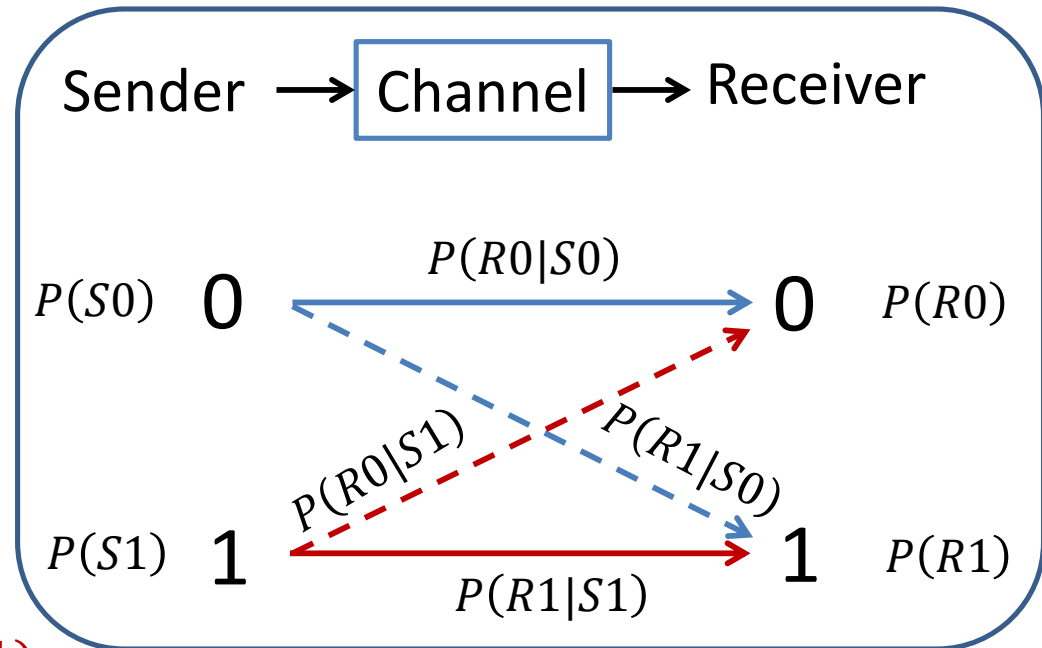 Sender Channel Receiver
P(R0|S0)
P(S0) 0 0 P(R0)
P(R0|S1) P(R1|S0)
P(S1) 1 1 P(R1)
P(R1|S1)